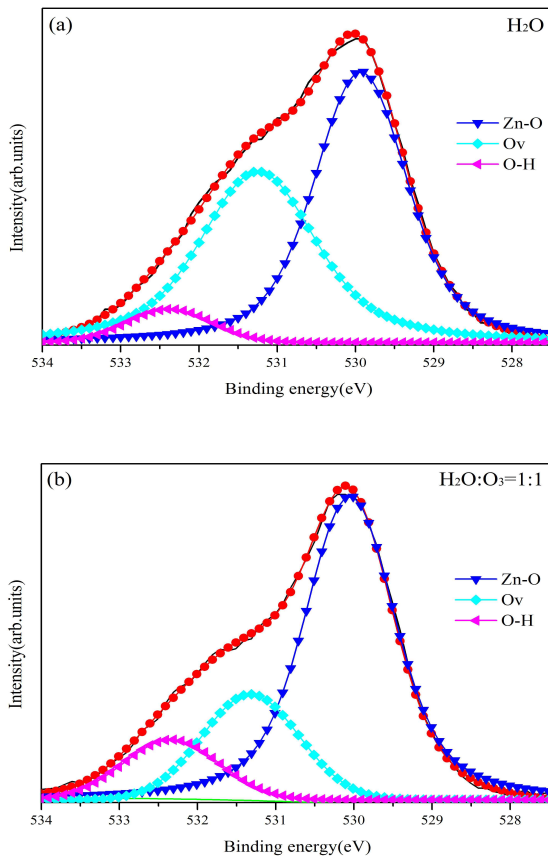 (a)
H₂O
Zn-O
Ov
O-H
Intensity(arb.units)
534 533 532 531 530 529 528
Binding energy(eV)
(b)
H₂O:O₃=1:1
Zn-O
Ov
O-H
Intensity(arb.units)
534 533 532 531 530 529 528
Binding energy(eV)